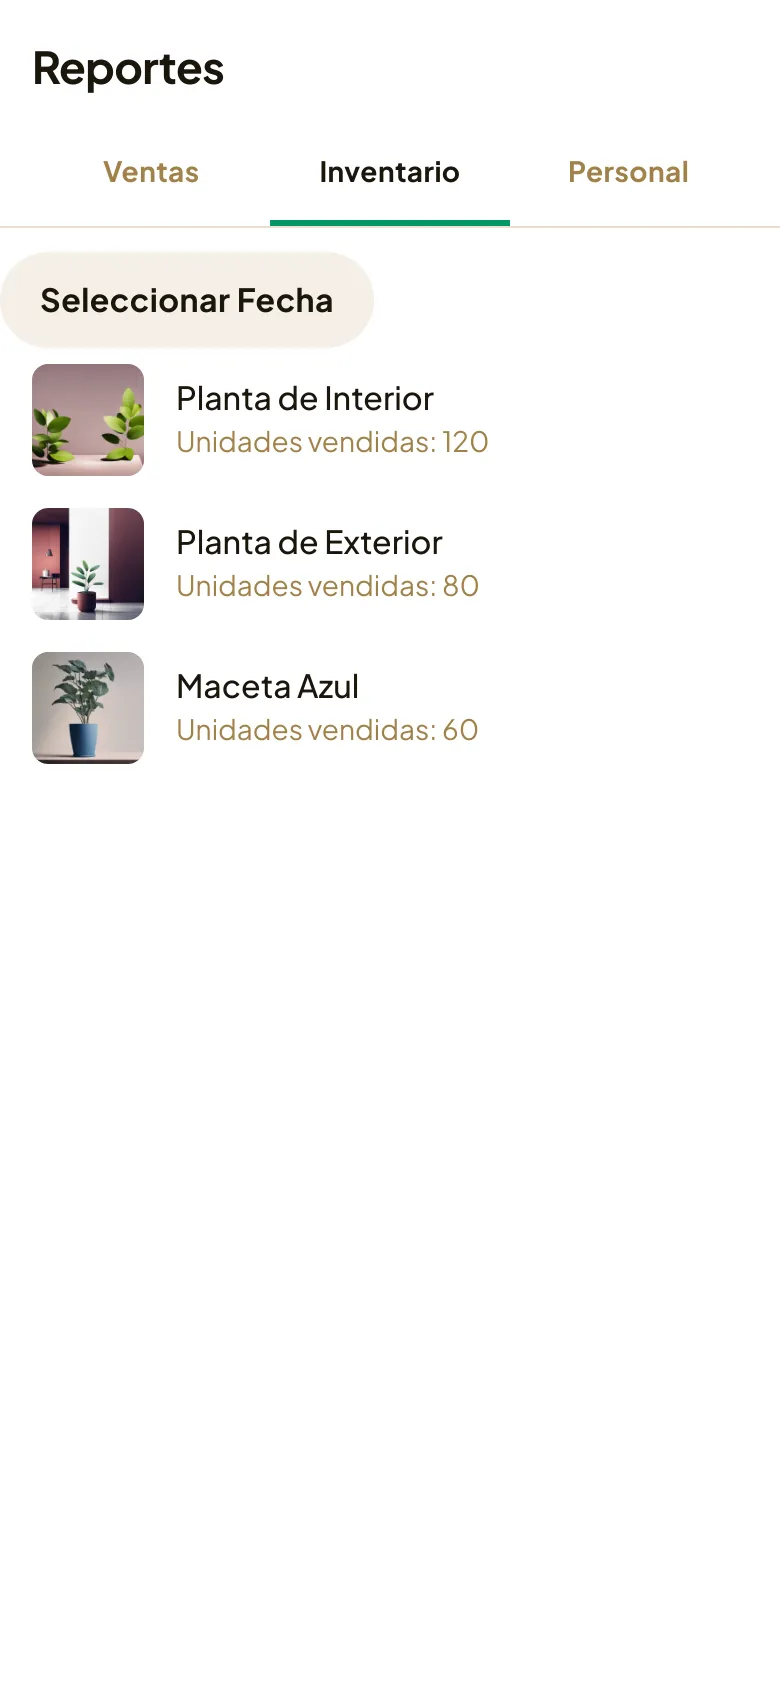 Reportes
Ventas
Inventario
Personal
Seleccionar Fecha
Planta de Interior
Unidades vendidas: 120
Planta de Exterior
Unidades vendidas: 80
Maceta Azul
Unidades vendidas: 60